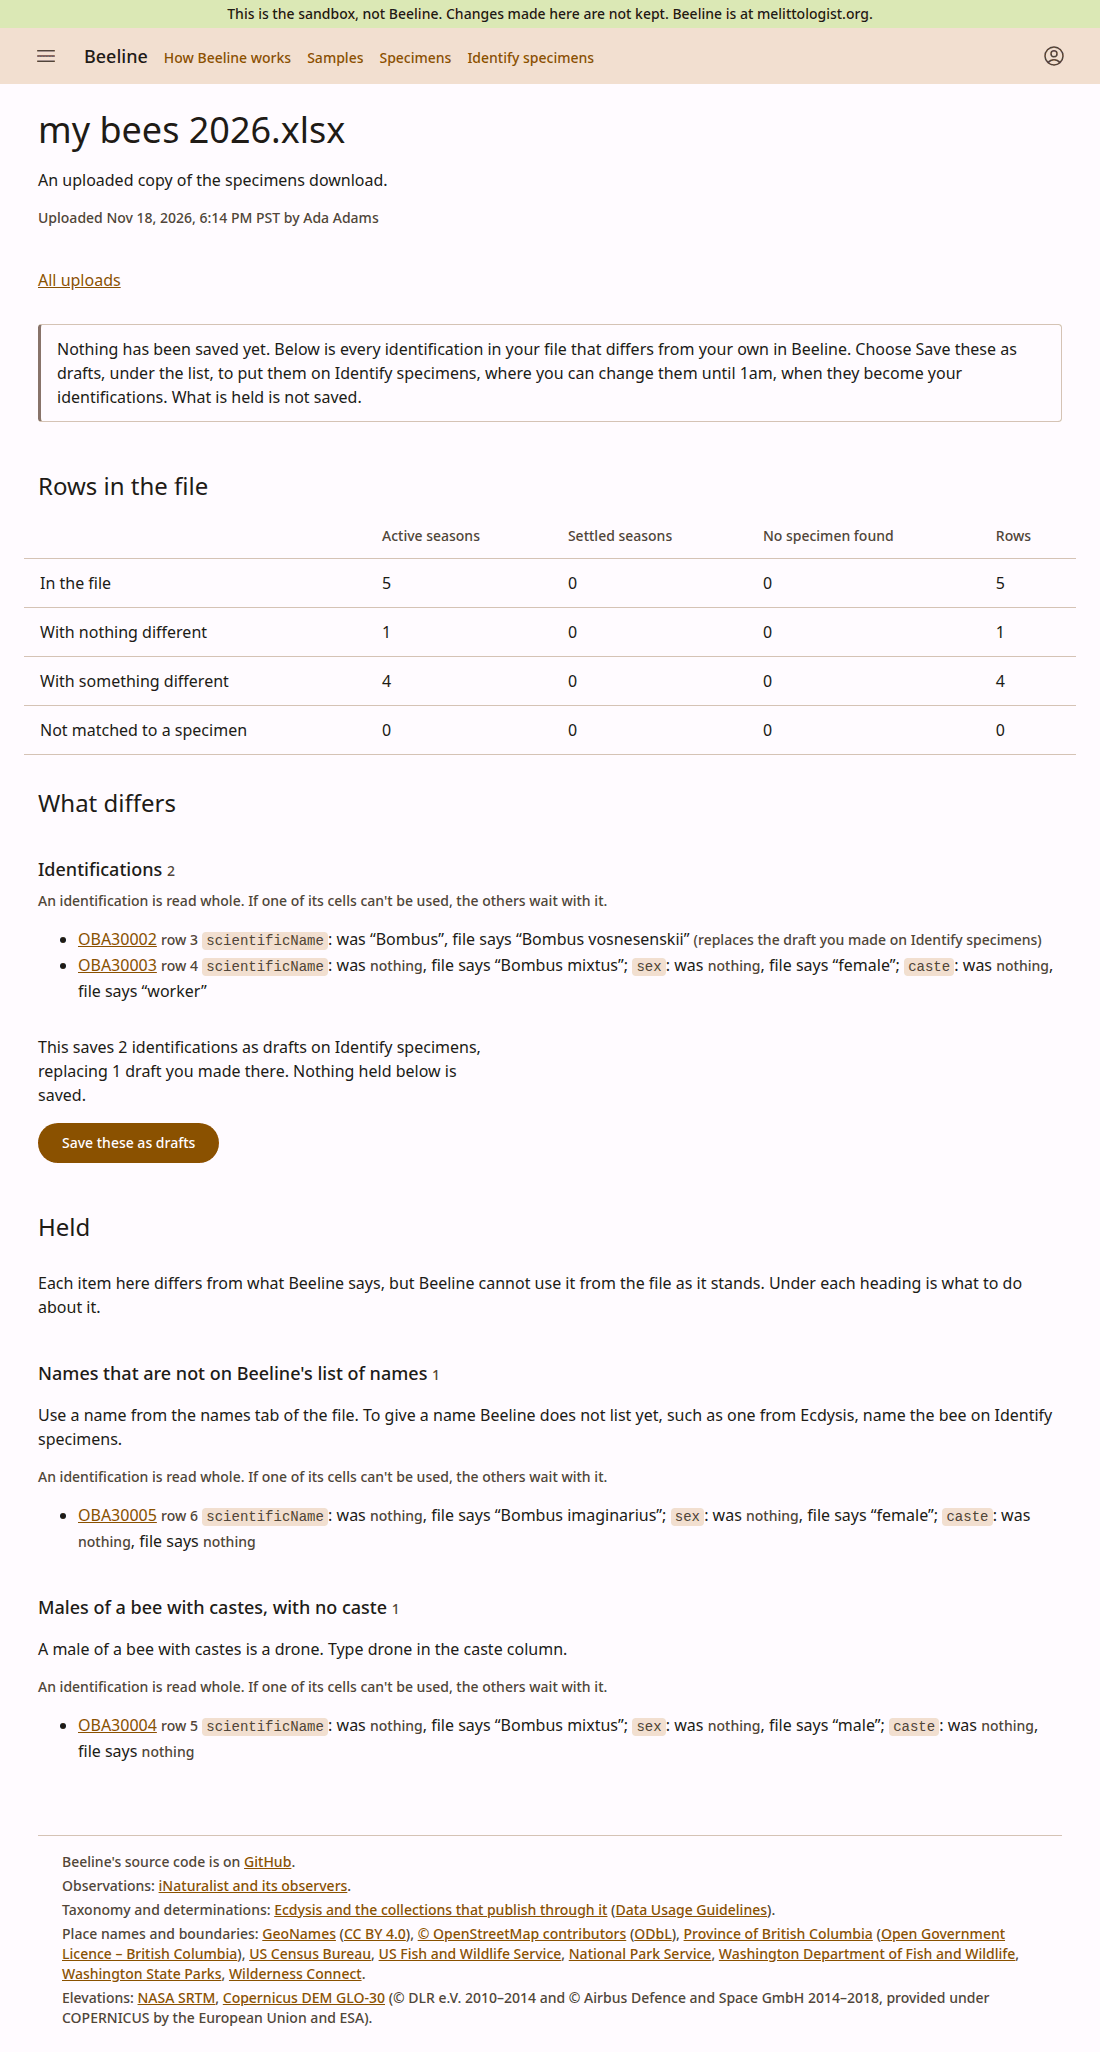 This is the sandbox, not Beeline. Changes made here are not kept. Beeline is at melittologist.org.
Beeline How Beeline works Samples Specimens Identify specimens
my bees 2026.xlsx
An uploaded copy of the specimens download.
Uploaded Nov 18, 2026, 6:14 PM PST by Ada Adams
All uploads
Nothing has been saved yet. Below is every identification in your file that differs from your own in Beeline. Choose Save these as
drafts, under the list, to put them on Identify specimens, where you can change them until 1am, when they become your
identifications. What is held is not saved.
Rows in the file
Active seasons Settled seasons No specimen found Rows
In the file 5 0 0 5
With nothing different 1 0 0 1
With something different 4 0 0 4
Not matched to a specimen 0 0 0 0
What differs
Identifications 2
An identification is read whole. If one of its cells can't be used, the others wait with it.
• OBA30002 row 3 scientificName: was “Bombus”, file says “Bombus vosnesenskii” (replaces the draft you made on Identify specimens)
• OBA30003 row 4 scientificName: was nothing, file says “Bombus mixtus”; sex: was nothing, file says “female”; caste: was nothing,
file says “worker”
This saves 2 identifications as drafts on Identify specimens,
replacing 1 draft you made there. Nothing held below is
saved.
Save these as drafts
Held
Each item here differs from what Beeline says, but Beeline cannot use it from the file as it stands. Under each heading is what to do
about it.
Names that are not on Beeline's list of names 1
Use a name from the names tab of the file. To give a name Beeline does not list yet, such as one from Ecdysis, name the bee on Identify
specimens.
An identification is read whole. If one of its cells can't be used, the others wait with it.
• OBA30005 row 6 scientificName: was nothing, file says “Bombus imaginarius”; sex: was nothing, file says “female”; caste: was
nothing, file says nothing
Males of a bee with castes, with no caste 1
A male of a bee with castes is a drone. Type drone in the caste column.
An identification is read whole. If one of its cells can't be used, the others wait with it.
• OBA30004 row 5 scientificName: was nothing, file says “Bombus mixtus”; sex: was nothing, file says “male”; caste: was nothing,
file says nothing
Beeline's source code is on GitHub.
Observations: iNaturalist and its observers.
Taxonomy and determinations: Ecdysis and the collections that publish through it (Data Usage Guidelines).
Place names and boundaries: GeoNames (CC BY 4.0), © OpenStreetMap contributors (ODbL), Province of British Columbia (Open Government
Licence – British Columbia), US Census Bureau, US Fish and Wildlife Service, National Park Service, Washington Department of Fish and Wildlife,
Washington State Parks, Wilderness Connect.
Elevations: NASA SRTM, Copernicus DEM GLO-30 (© DLR e.V. 2010–2014 and © Airbus Defence and Space GmbH 2014–2018, provided under
COPERNICUS by the European Union and ESA).